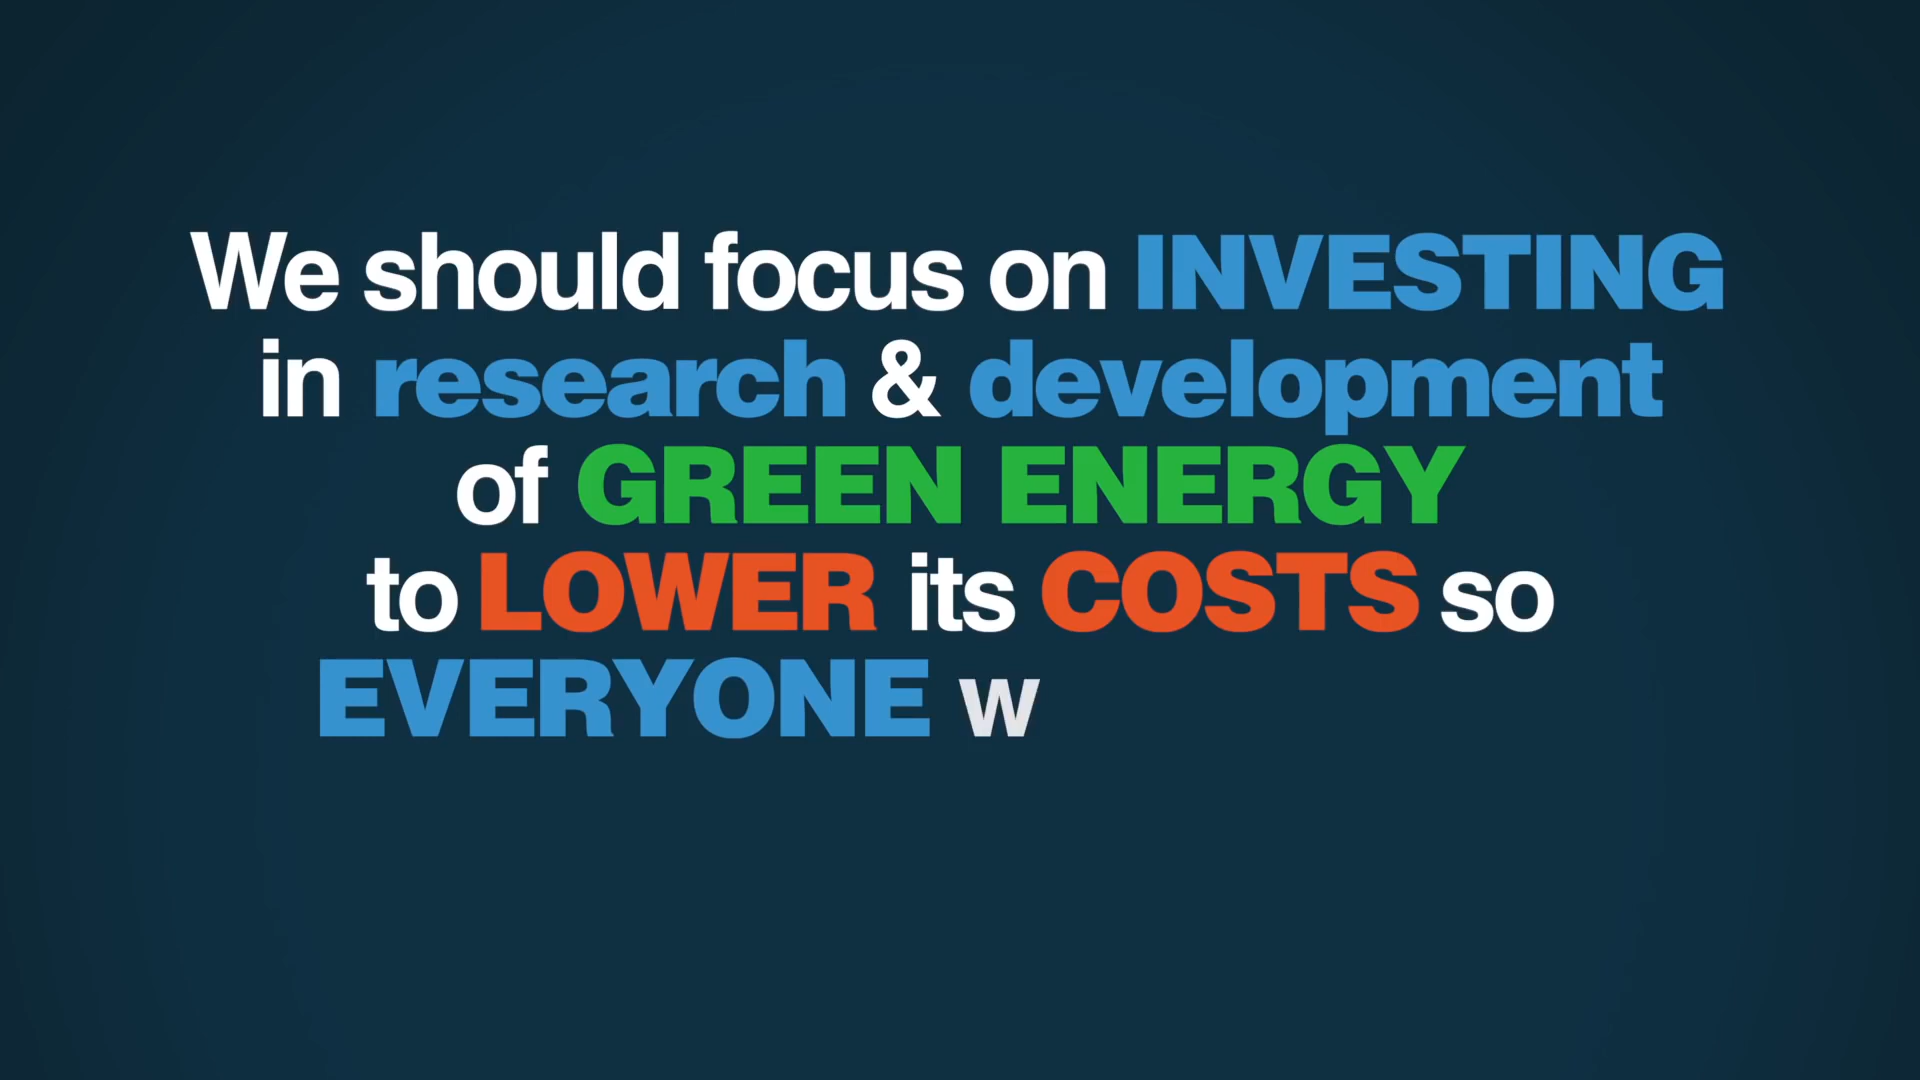 We should focus on INVESTING
in research & development
of GREEN ENERGY
to LOWER its COSTS so
EVERYONE w